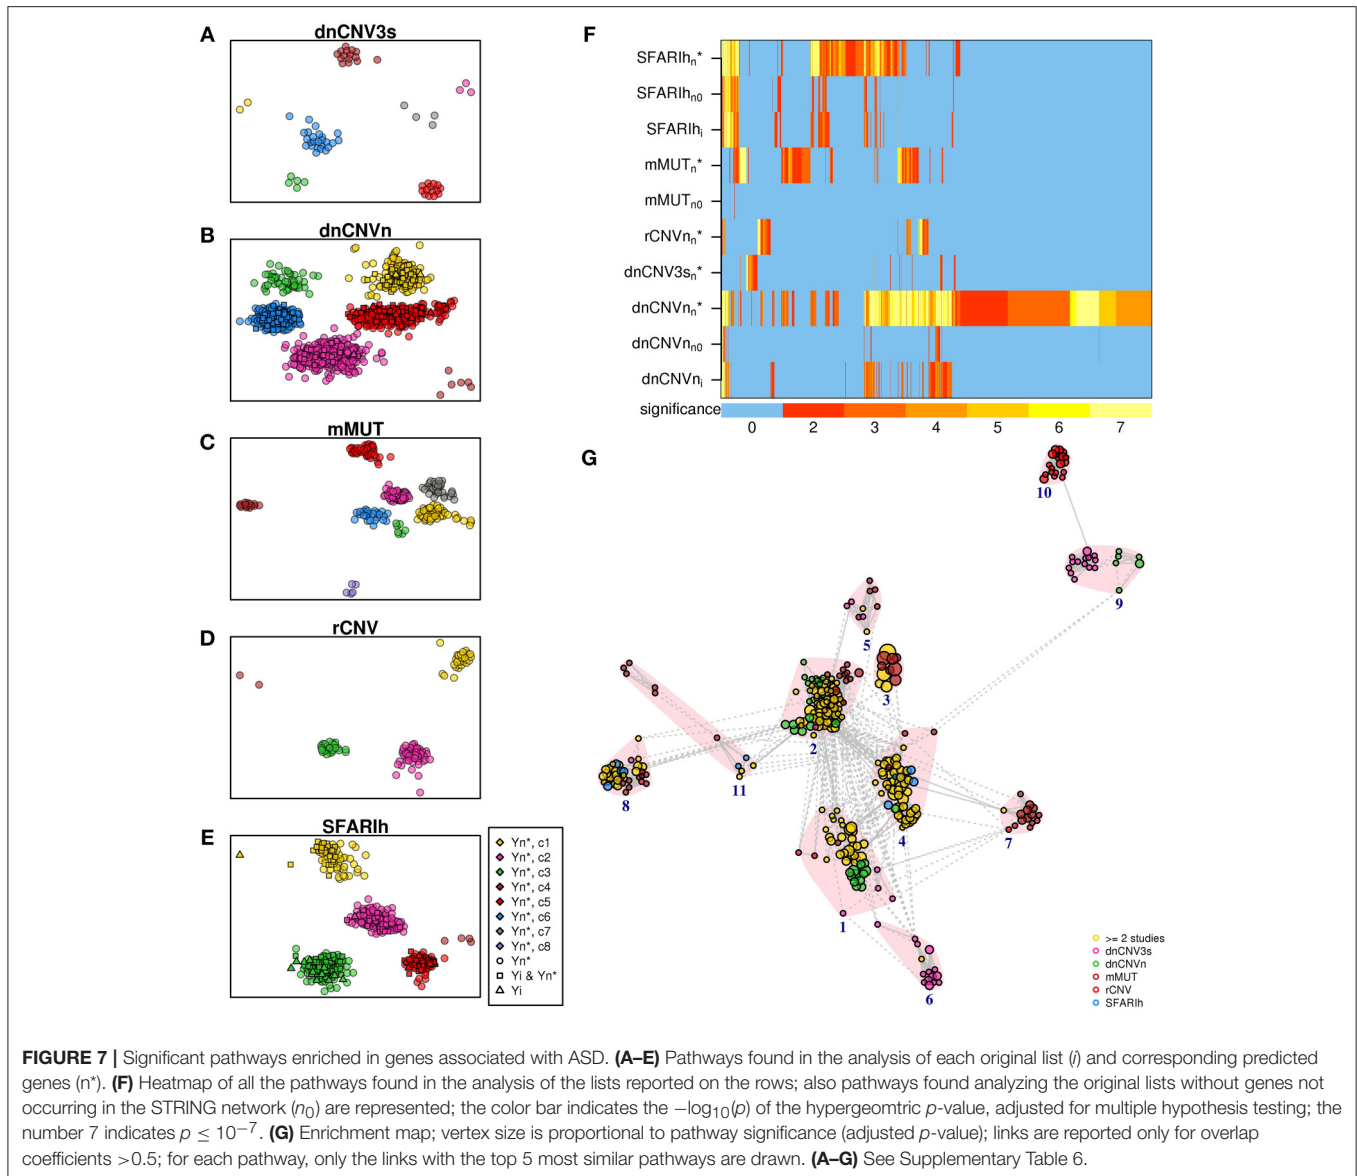 A
dnCNV3s
B
dnCNVn
C
mMUT
D
rCNV
E
SFARIh
Yn*, c1
Yn*, c2
Yn*, c3
Yn*, c4
Yn*, c5
Yn*, c6
Yn*, c7
Yn*, c8
Yn*
Yi & Yn*
Yi
F
SFARIhn*
SFARIhn0
SFARIhi
mMUTn*
mMUTn0
rCNVnn*
dnCNV3sn*
dnCNVnn*
dnCNVnn0
dnCNVni
significance
0 2 3 4 5 6 7
G
10
9
5
3
2
8
11
4
7
1
6
>= 2 studies
dnCNV3s
dnCNVn
mMUT
rCNV
SFARIh
FIGURE 7 | Significant pathways enriched in genes associated with ASD. (A–E) Pathways found in the analysis of each original list (i) and corresponding predicted
genes (n*). (F) Heatmap of all the pathways found in the analysis of the lists reported on the rows; also pathways found analyzing the original lists without genes not
occurring in the STRING network (n0) are represented; the color bar indicates the −log10(p) of the hypergeomtric p-value, adjusted for multiple hypothesis testing; the
number 7 indicates p ≤ 10−7. (G) Enrichment map; vertex size is proportional to pathway significance (adjusted p-value); links are reported only for overlap
coefficients >0.5; for each pathway, only the links with the top 5 most similar pathways are drawn. (A–G) See Supplementary Table 6.